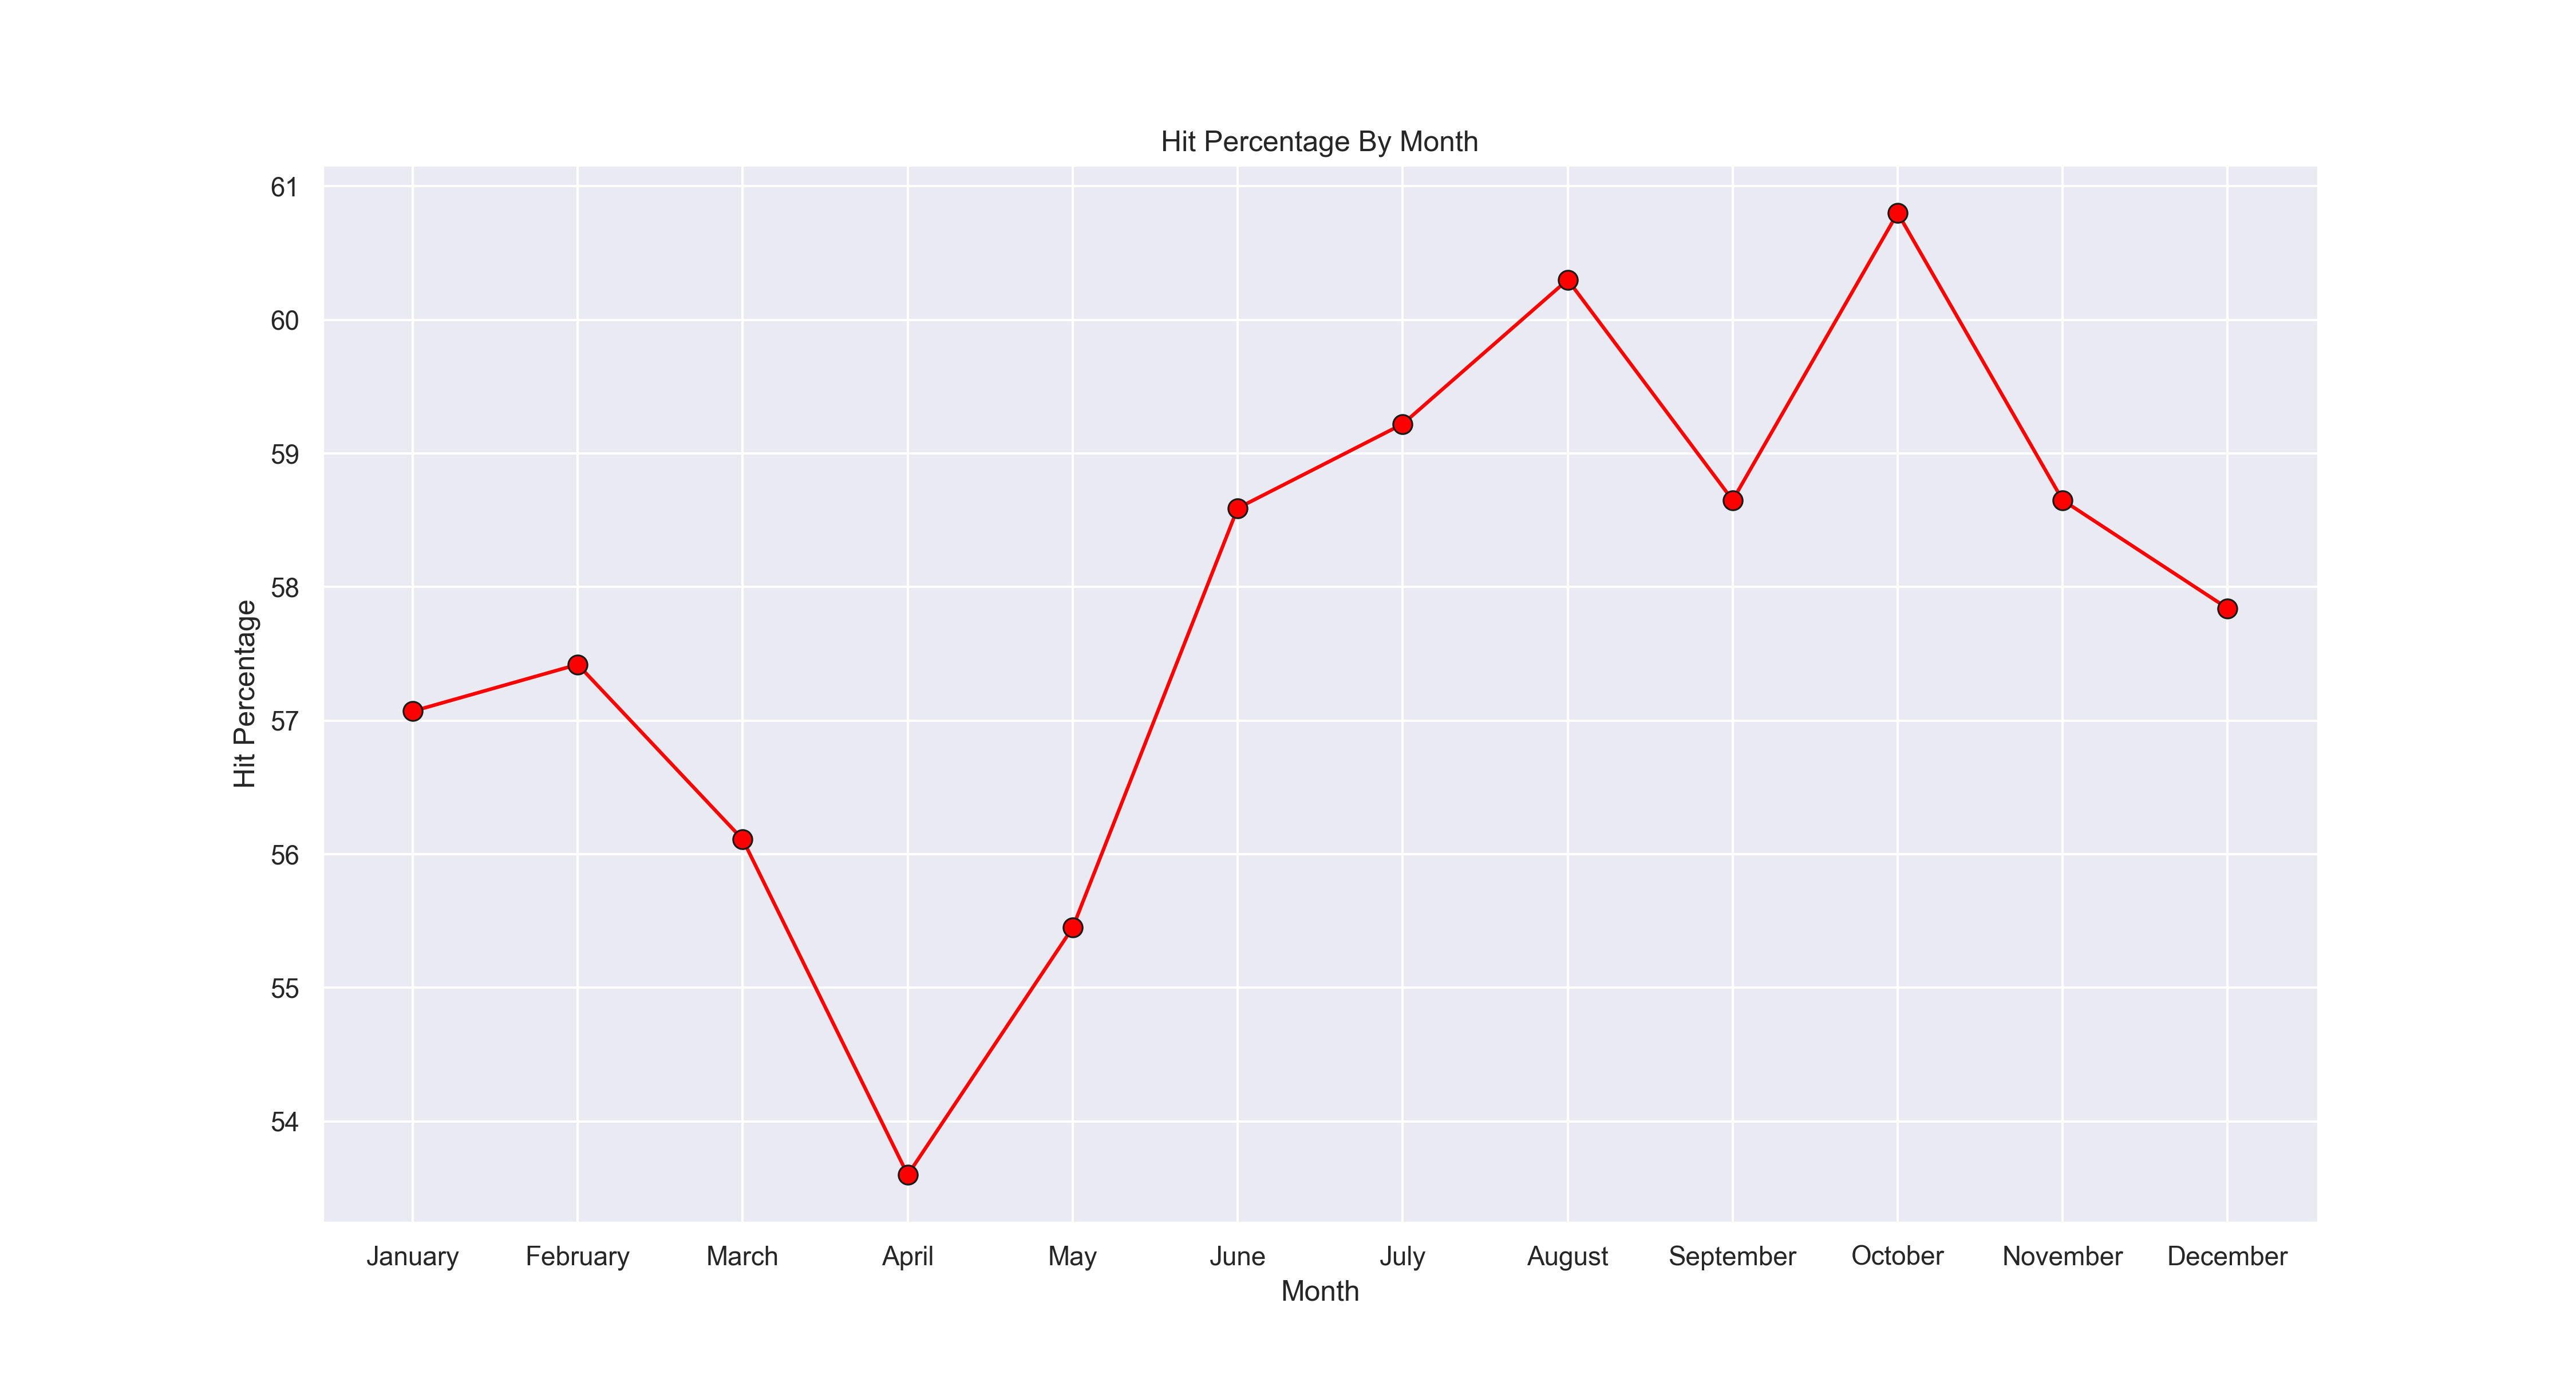 Hit Percentage By Month
Hit Percentage
61
60
59
58
57
56
55
54
January February March April May June July August September October November December
Month